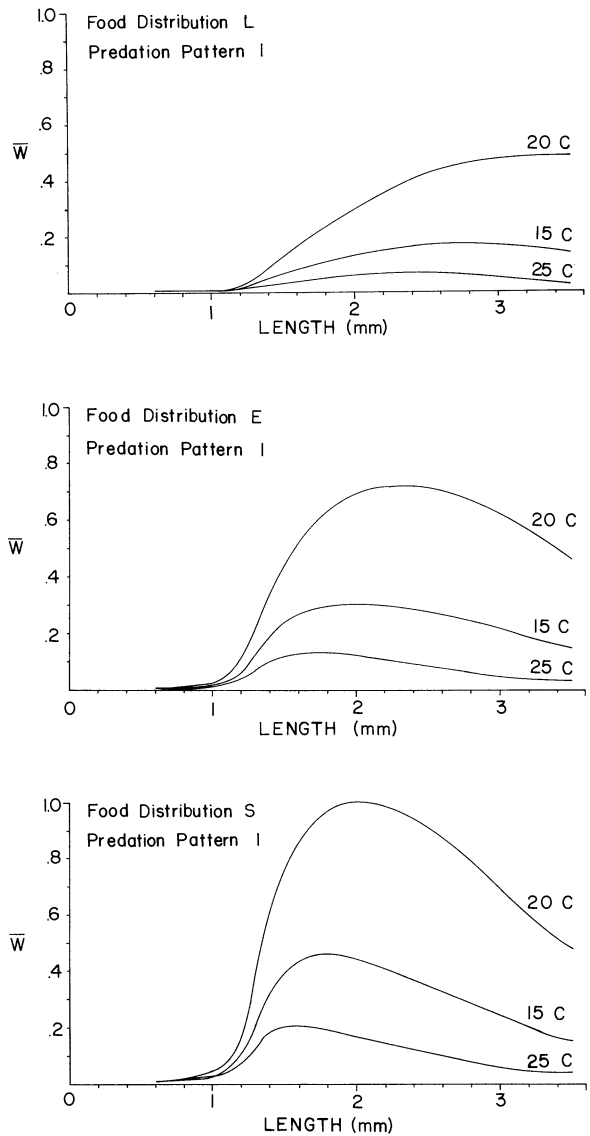 Food Distribution L
Predation Pattern I
1.0
.8
.6
W̅
.4
.2
20 C
15 C
25 C
0 1 2 3
LENGTH (mm)
Food Distribution E
Predation Pattern I
1.0
.8
.6
W̅
.4
.2
20 C
15 C
25 C
0 1 2 3
LENGTH (mm)
Food Distribution S
Predation Pattern I
1.0
.8
.6
W̅
.4
.2
20 C
15 C
25 C
0 1 2 3
LENGTH (mm)